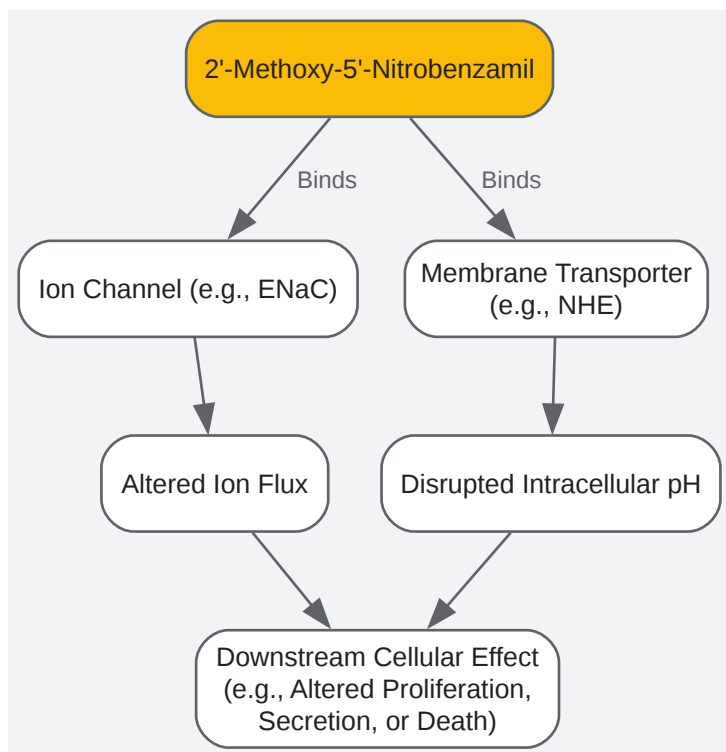 2'-Methoxy-5'-Nitrobenzamil
Binds
Binds
Ion Channel (e.g., ENaC)
Membrane Transporter
(e.g., NHE)
Altered Ion Flux
Disrupted Intracellular pH
Downstream Cellular Effect
(e.g., Altered Proliferation,
Secretion, or Death)